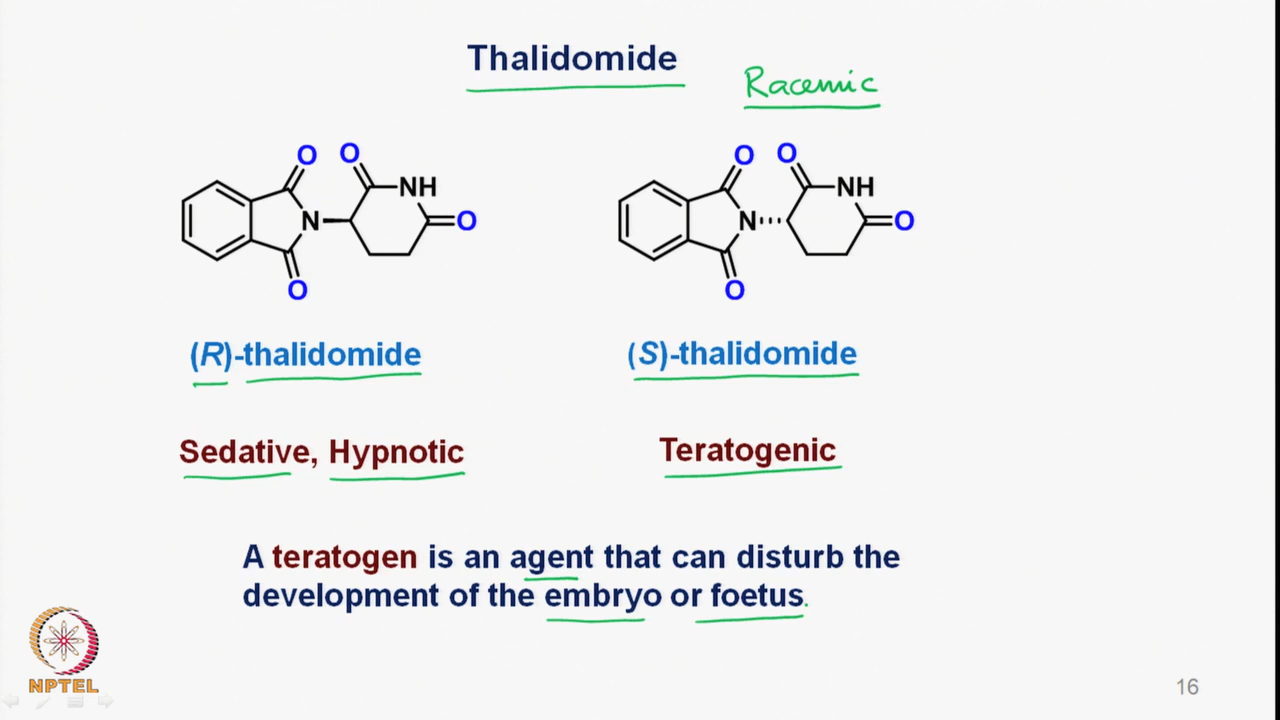 Thalidomide
Racemic
O O NH O N O
O O NH O N O
(R)-thalidomide
(S)-thalidomide
Sedative, Hypnotic
Teratogenic
A teratogen is an agent that can disturb the
development of the embryo or foetus.
NPTEL
16